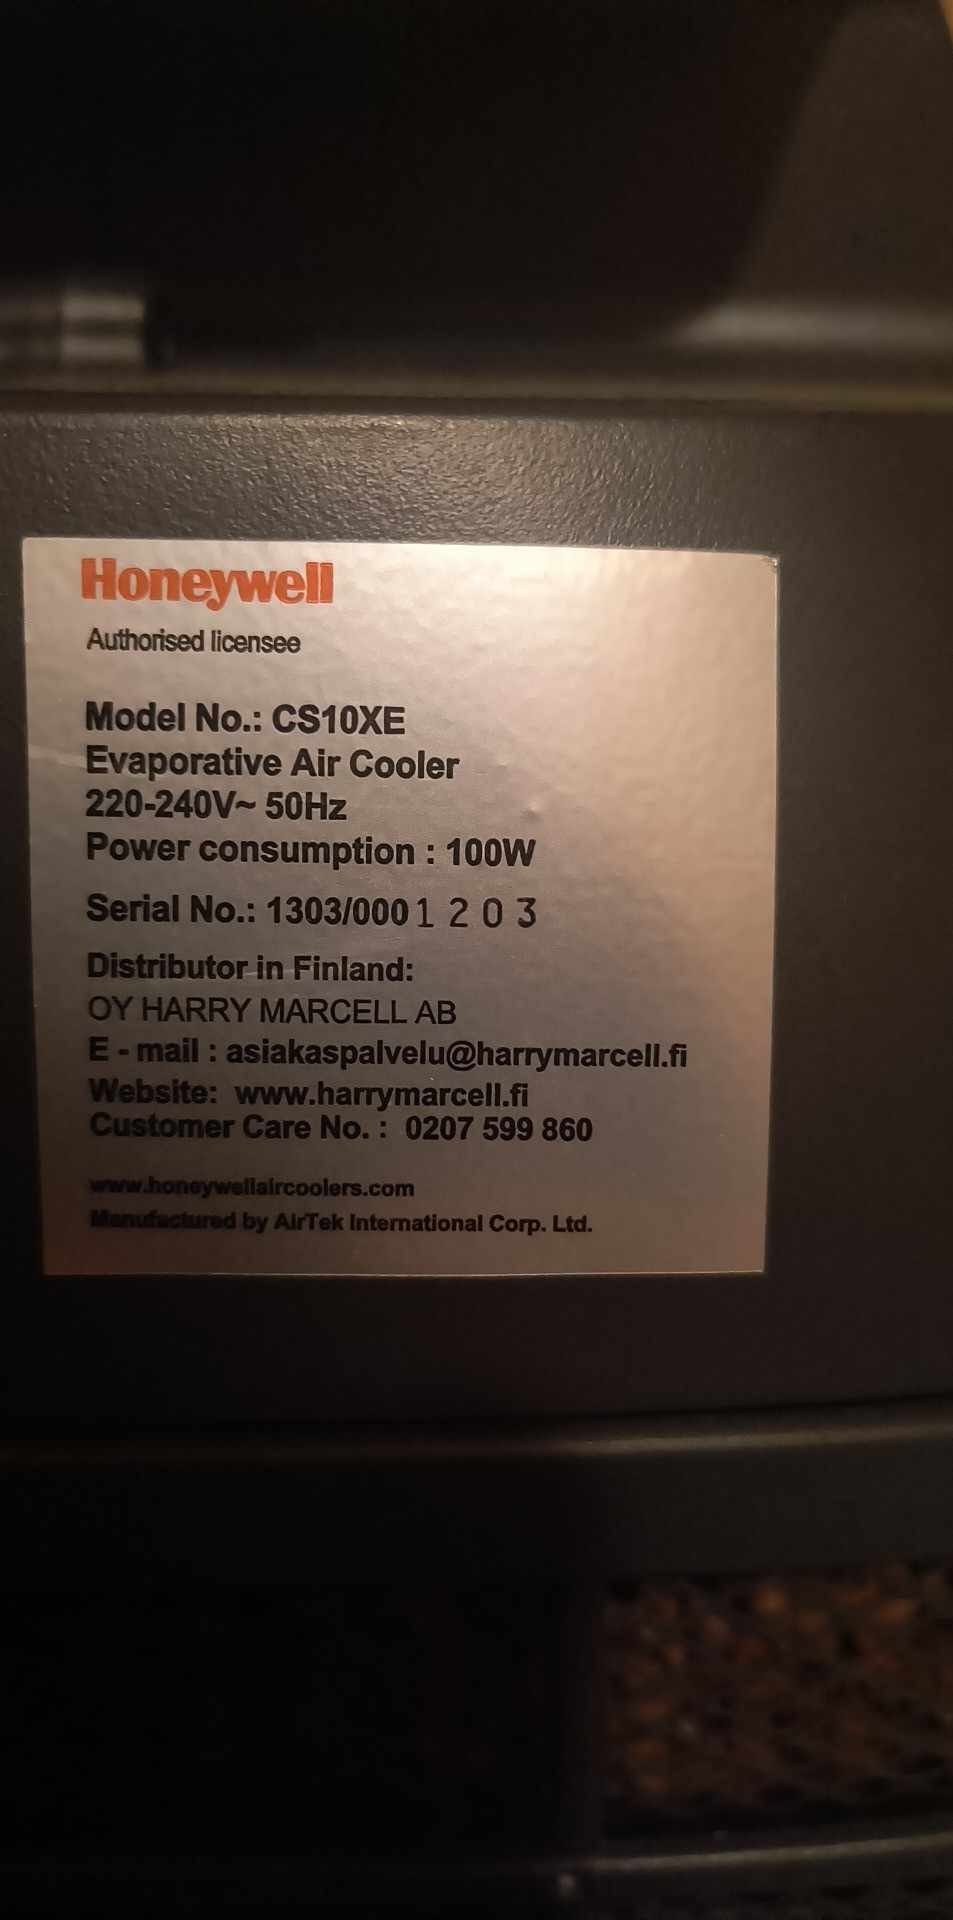 Honeywell
Authorised licensee
Model No.: CS10XE
Evaporative Air Cooler
220-240V~ 50Hz
Power consumption : 100W
Serial No.: 1303/0001203
Distributor in Finland:
OY HARRY MARCELL AB
E - mail : asiakaspalvelu@harrymarcell.fi
Website: www.harrymarcell.fi
Customer Care No. : 0207 599 860
www.honeywellaircoolers.com
Manufactured by AirTek International Corp. Ltd.